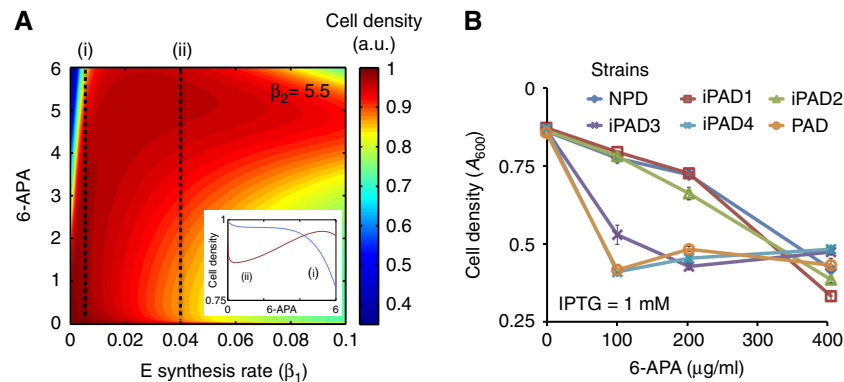 A
(i)
(ii)
Cell density
(a.u.)
β2 = 5.5
6
5
4
3
2
1
0
6-APA
0
0.02
0.04
0.06
0.08
0.1
E synthesis rate (β1)
1
0.9
0.8
0.7
0.6
0.5
0.4
1
Cell density
0.75
(ii)
(i)
0
6-APA
6
B
Strains
NPD
iPAD1
iPAD2
iPAD3
iPAD4
PAD
0
0.75
0.5
0.25
Cell density (A600)
IPTG = 1 mM
0
100
200
300
400
6-APA (μg/ml)